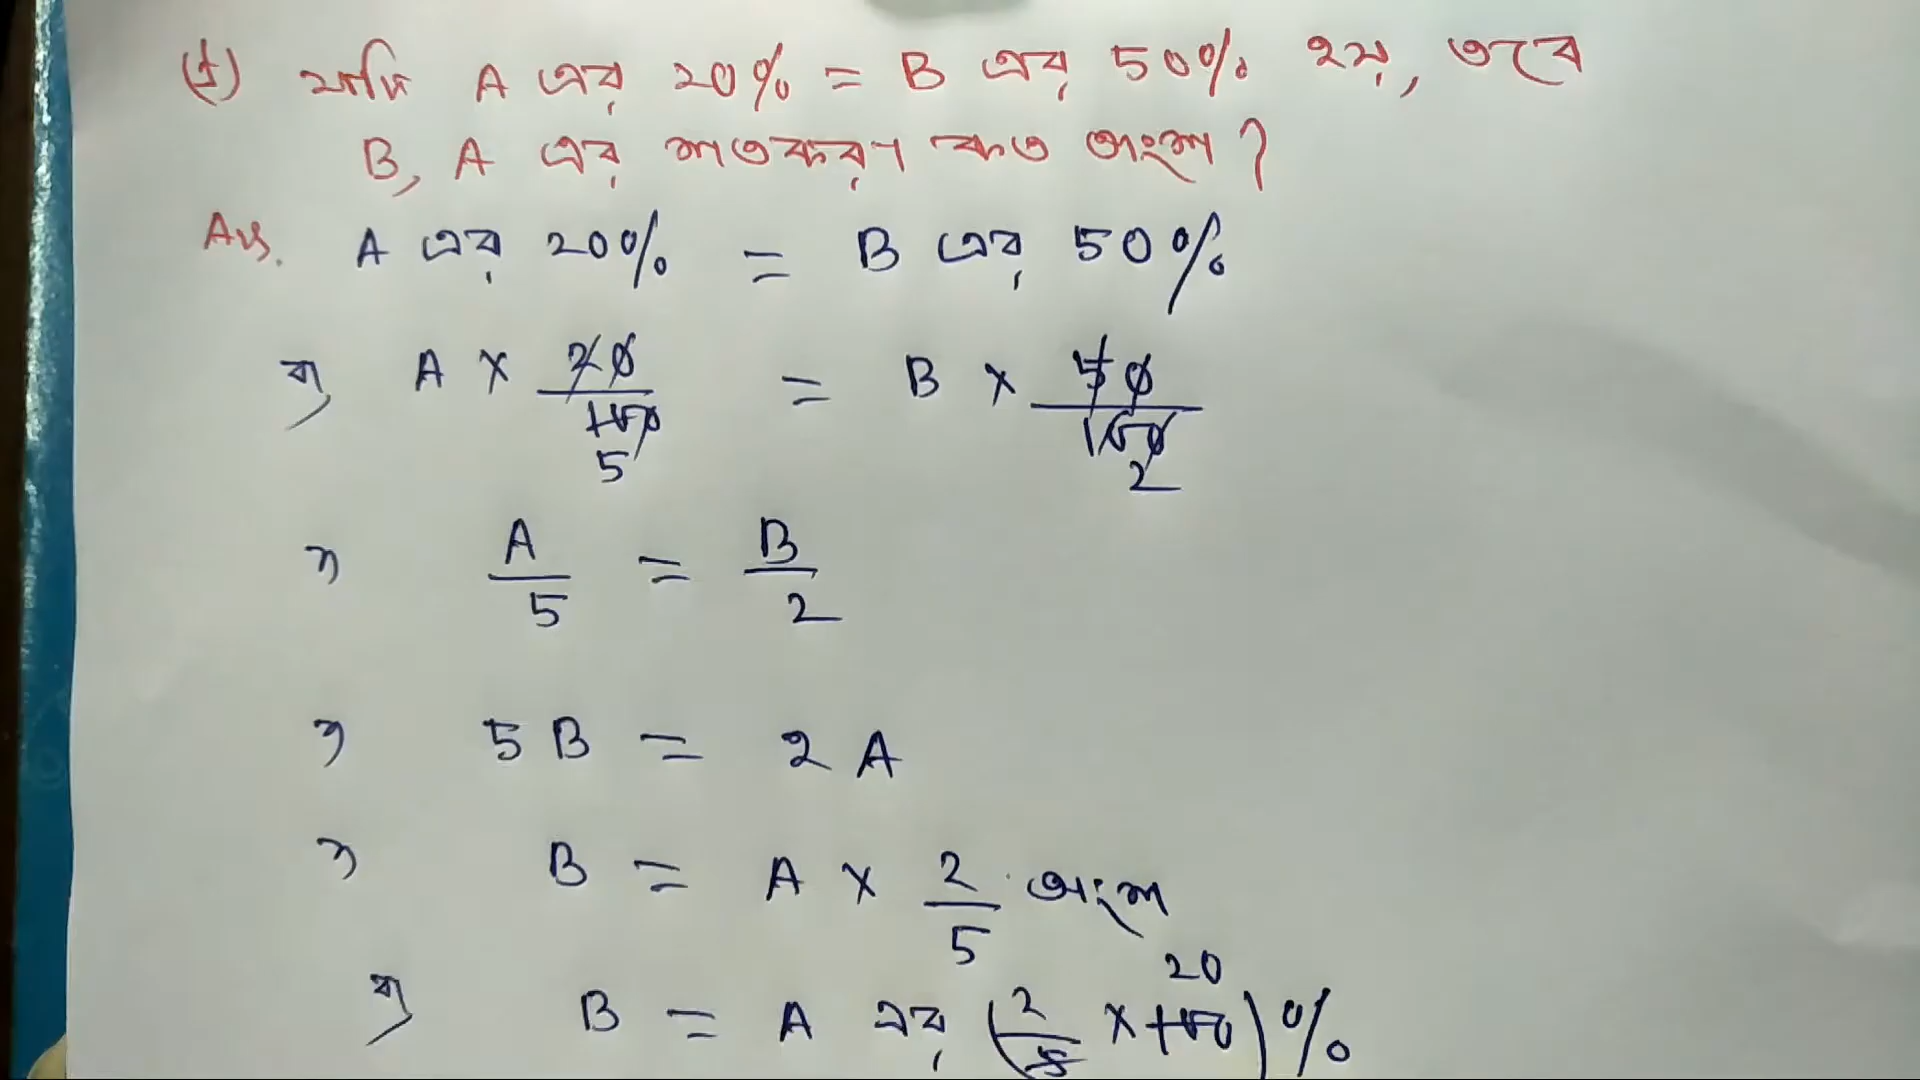 (ঠ) যদি A এর 20% = B এর 50% হয়, তবে
B, A এর শতকরা কত অংশ?
Ans. A এর 20% = B এর 50%
বা, A × 20/100 5 = B × 50/100 2
" A/5 = B/2
" 5B = 2A
" B = A × 2/5 অংশ
বা, B = A এর (2/5 × 100 20)%